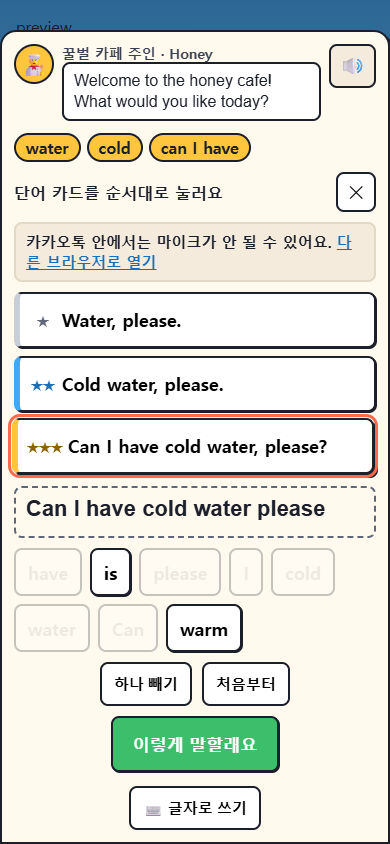 preview
꿀벌 카페 주인 · Honey
Welcome to the honey cafe!
What would you like today?
water cold can I have
단어 카드를 순서대로 눌러요
카카오톡 안에서는 마이크가 안 될 수 있어요. 다
른 브라우저로 열기
★ Water, please.
★★ Cold water, please.
★★★ Can I have cold water, please?
Can I have cold water please
have is please I cold
water Can warm
하나 빼기 처음부터
이렇게 말할래요
글자로 쓰기